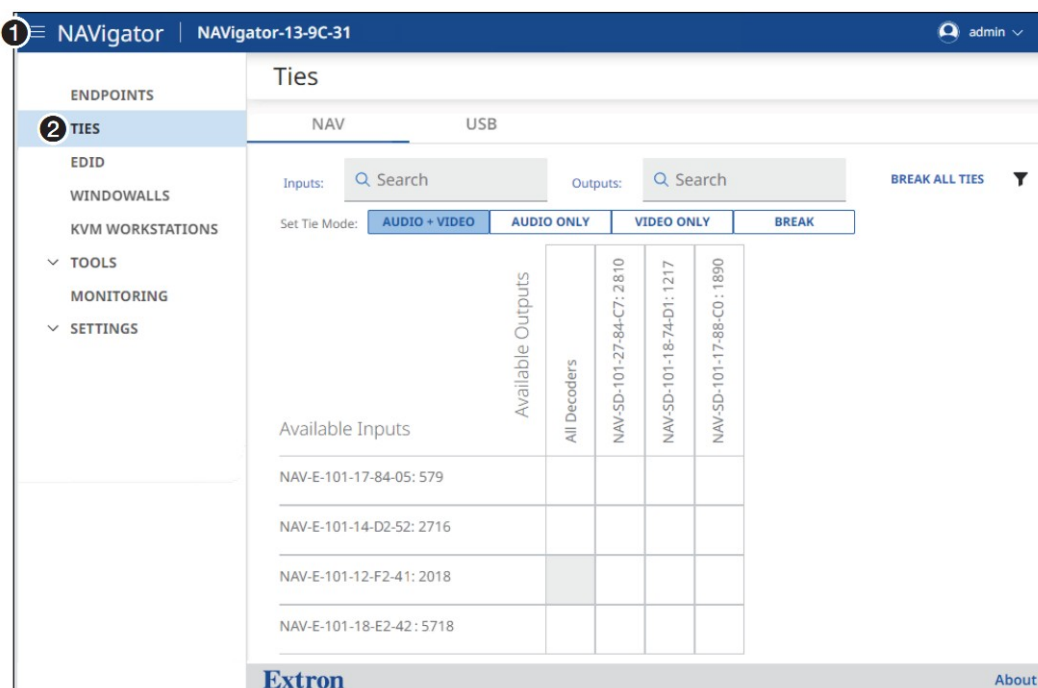 1 NAVigator | NAVigator-13-9C-31 admin
Ties
ENDPOINTS
2 TIES
EDID
WINDOWALLS
KVM WORKSTATIONS
TOOLS
MONITORING
SETTINGS
NAV USB
Inputs: Search Outputs: Search BREAK ALL TIES
Set Tie Mode: AUDIO + VIDEO AUDIO ONLY VIDEO ONLY BREAK
Available Outputs
All Decoders
NAV-SD-101-27-84-C7: 2810
NAV-SD-101-18-74-D1: 1217
NAV-SD-101-17-88-C0: 1890
Available Inputs
NAV-E-101-17-84-05: 579
NAV-E-101-14-D2-52: 2716
NAV-E-101-12-F2-41: 2018
NAV-E-101-18-E2-42: 5718
Extron About